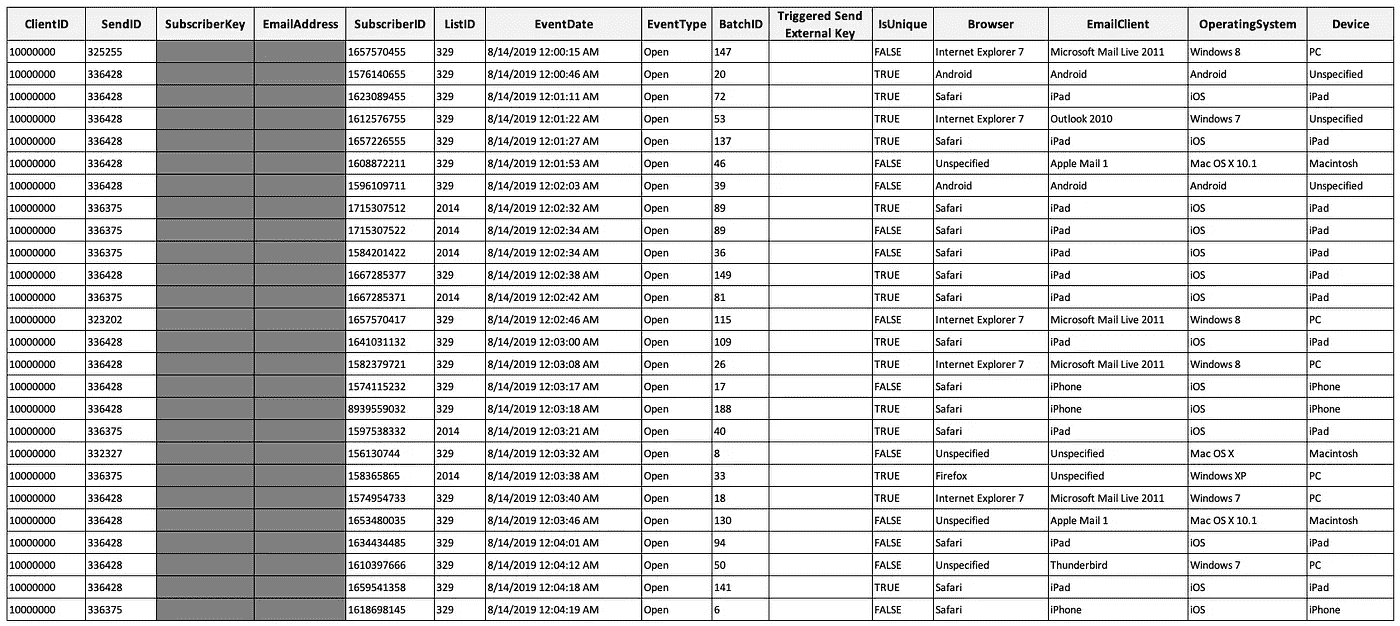 ClientID SendID SubscriberKey EmailAddress SubscriberID ListID EventDate EventType BatchID Triggered Send External Key IsUnique Browser EmailClient OperatingSystem Device
10000000 325255 1657570455 329 8/14/2019 12:00:15 AM Open 147 FALSE Internet Explorer 7 Microsoft Mail Live 2011 Windows 8 PC
10000000 336428 1576140655 329 8/14/2019 12:00:46 AM Open 20 TRUE Android Android Android Unspecified
10000000 336428 1623089455 329 8/14/2019 12:01:11 AM Open 72 TRUE Safari iPad iOS iPad
10000000 336428 1612576755 329 8/14/2019 12:01:22 AM Open 53 TRUE Internet Explorer 7 Outlook 2010 Windows 7 Unspecified
10000000 336428 1657226555 329 8/14/2019 12:01:27 AM Open 137 TRUE Safari iPad iOS iPad
10000000 336428 1608872211 329 8/14/2019 12:01:53 AM Open 46 FALSE Unspecified Apple Mail 1 Mac OS X 10.1 Macintosh
10000000 336428 1596109711 329 8/14/2019 12:02:03 AM Open 39 FALSE Android Android Android Unspecified
10000000 336375 1715307512 2014 8/14/2019 12:02:32 AM Open 89 TRUE Safari iPad iOS iPad
10000000 336375 1715307522 2014 8/14/2019 12:02:34 AM Open 89 FALSE Safari iPad iOS iPad
10000000 336375 1584201422 2014 8/14/2019 12:02:34 AM Open 36 FALSE Safari iPad iOS iPad
10000000 336428 1667285377 329 8/14/2019 12:02:38 AM Open 149 TRUE Safari iPad iOS iPad
10000000 336375 1667285371 2014 8/14/2019 12:02:42 AM Open 81 TRUE Safari iPad iOS iPad
10000000 323202 1657570417 329 8/14/2019 12:02:46 AM Open 115 FALSE Internet Explorer 7 Microsoft Mail Live 2011 Windows 8 PC
10000000 336428 1641031132 329 8/14/2019 12:03:00 AM Open 109 TRUE Safari iPad iOS iPad
10000000 336428 1582379721 329 8/14/2019 12:03:08 AM Open 26 TRUE Internet Explorer 7 Microsoft Mail Live 2011 Windows 8 PC
10000000 336428 1574115232 329 8/14/2019 12:03:17 AM Open 17 FALSE Safari iPhone iOS iPhone
10000000 336428 8939559032 329 8/14/2019 12:03:18 AM Open 188 TRUE Safari iPhone iOS iPhone
10000000 336375 1597538332 2014 8/14/2019 12:03:21 AM Open 40 TRUE Safari iPad iOS iPad
10000000 332327 156130744 329 8/14/2019 12:03:32 AM Open 8 FALSE Unspecified Unspecified Mac OS X Macintosh
10000000 336375 158365865 2014 8/14/2019 12:03:38 AM Open 33 TRUE Firefox Unspecified Windows XP PC
10000000 336428 1574954733 329 8/14/2019 12:03:40 AM Open 18 TRUE Internet Explorer 7 Microsoft Mail Live 2011 Windows 7 PC
10000000 336428 1653480035 329 8/14/2019 12:03:46 AM Open 130 FALSE Unspecified Apple Mail 1 Mac OS X 10.1 Macintosh
10000000 336428 1634434485 329 8/14/2019 12:04:01 AM Open 94 FALSE Safari iPad iOS iPad
10000000 336428 1610397666 329 8/14/2019 12:04:12 AM Open 50 FALSE Unspecified Thunderbird Windows 7 PC
10000000 336428 1659541358 329 8/14/2019 12:04:18 AM Open 141 TRUE Safari iPad iOS iPad
10000000 336375 1618698145 329 8/14/2019 12:04:19 AM Open 6 FALSE Safari iPhone iOS iPhone